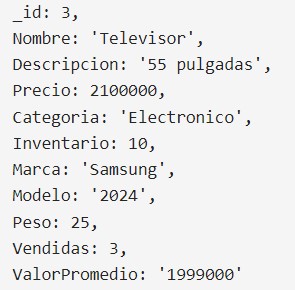 _id: 3,
Nombre: 'Televisor',
Descripcion: '55 pulgadas',
Precio: 2100000,
Categoria: 'Electronico',
Inventario: 10,
Marca: 'Samsung',
Modelo: '2024',
Peso: 25,
Vendidas: 3,
ValorPromedio: '1999000'